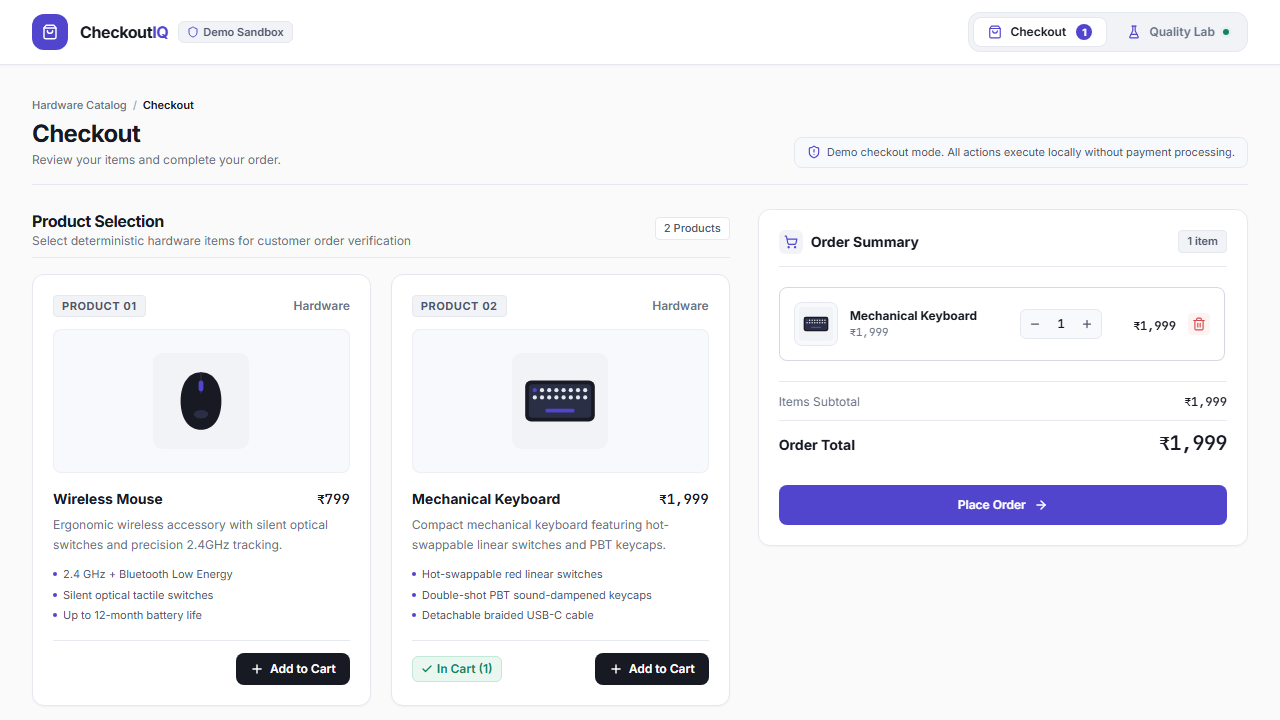 CheckoutIQ
Demo Sandbox
Checkout 1
Quality Lab
Hardware Catalog / Checkout
Checkout
Review your items and complete your order.
Demo checkout mode. All actions execute locally without payment processing.
Product Selection
Select deterministic hardware items for customer order verification
2 Products
PRODUCT 01
Hardware
Wireless Mouse
₹799
Ergonomic wireless accessory with silent optical
switches and precision 2.4GHz tracking.
2.4 GHz + Bluetooth Low Energy
Silent optical tactile switches
Up to 12-month battery life
Add to Cart
PRODUCT 02
Hardware
Mechanical Keyboard
₹1,999
Compact mechanical keyboard featuring hot-
swappable linear switches and PBT keycaps.
Hot-swappable red linear switches
Double-shot PBT sound-dampened keycaps
Detachable braided USB-C cable
In Cart (1)
Add to Cart
Order Summary
1 item
Mechanical Keyboard
₹1,999
− 1 +
₹1,999
Items Subtotal
₹1,999
Order Total
₹1,999
Place Order →